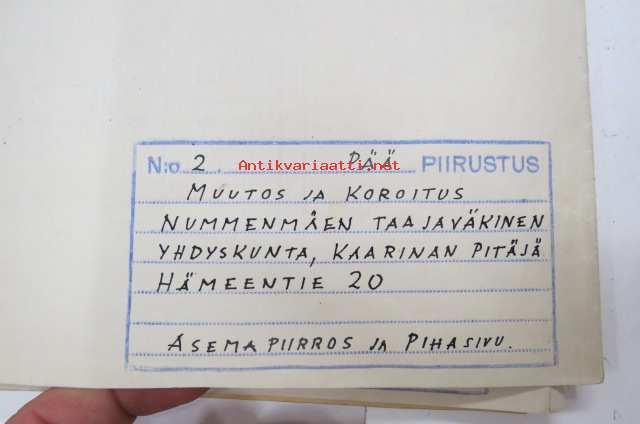 N:o 2. PÄÄ PIIRUSTUS
Antikvariaatti.net
MUUTOS JA KOROITUS
NUMMENMÄEN TAAJAVÄKINEN
YHDYSKUNTA, KAARINAN PITÄJÄ
HÄMEENTIE 20
ASEMAPIIRROS JA PIHASIVU.